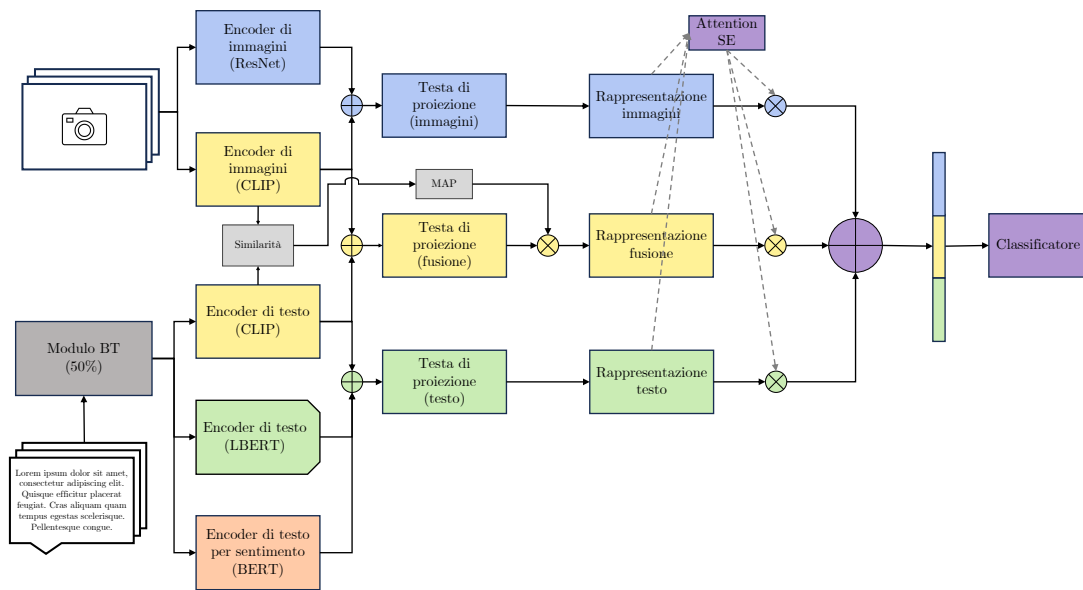 Encoder di
immagini
(ResNet)
Attention
SE
Testa di
proiezione
(immagini)
Rappresentazione
immagini
Encoder di
immagini
(CLIP)
MAP
Similarità
Testa di
proiezione
(fusione)
Rappresentazione
fusione
Classificatore
Encoder di testo
(CLIP)
Modulo BT
(50%)
Testa di
proiezione
(testo)
Rappresentazione
testo
Encoder di testo
(LBERT)
Lorem ipsum dolor sit amet,
consectetur adipiscing elit.
Quisque efficitur placerat
feugiat. Cras aliquam quam
tempus egestas scelerisque.
Pellentesque congue.
Encoder di testo
per sentimento
(BERT)